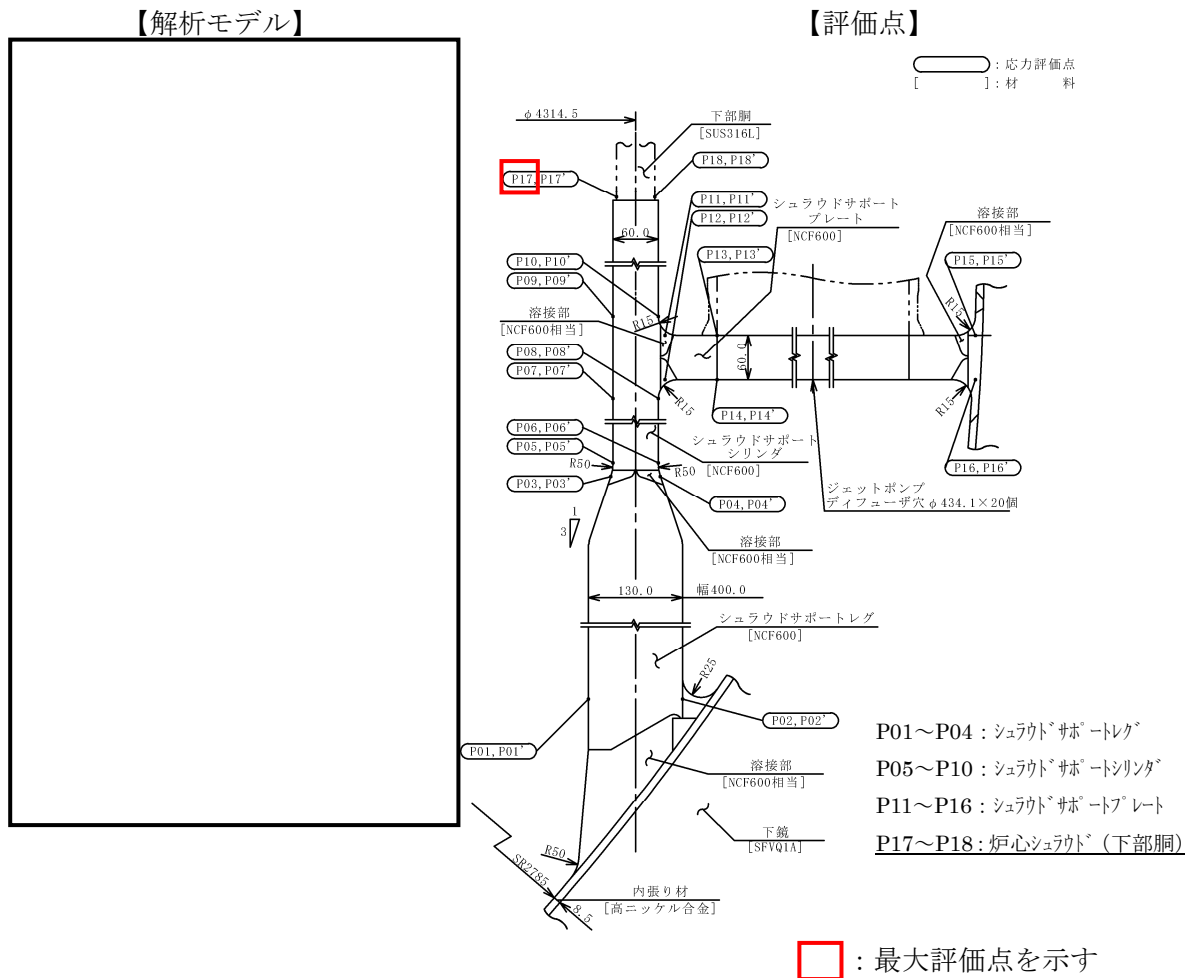 【解析モデル】
【評価点】
: 応力評価点
[ ] : 材 料
φ4314.5
下部胴
[SUS316L]
P18, P18'
P17, P17'
P11, P11'
P12, P12'
シュラウドサポート
プレート
[NCF600]
溶接部
[NCF600相当]
60.0
P13, P13'
P15, P15'
P10, P10'
P09, P09'
溶接部
[NCF600相当]
R15
R15
P08, P08'
P07, P07'
60.0
R15
R15
P14, P14'
P06, P06'
P05, P05'
シュラウドサポート
シリンダ
[NCF600]
R50
R50
P16, P16'
P03, P03'
P04, P04'
ジェットポンプ
ディフューザ穴φ434.1×20個
1
3
溶接部
[NCF600相当]
130.0
幅400.0
シュラウドサポートレグ
[NCF600]
R25
P02, P02'
P01, P01'
P01～P04 : シュラウドサポートレグ
溶接部
[NCF600相当]
P05～P10 : シュラウドサポートシリンダ
P11～P16 : シュラウドサポートプレート
下鏡
[SFVQ1A]
P17～P18 : 炉心シュラウド (下部胴)
R50
SR2785
内張り材
[高ニッケル合金]
8.5
: 最大評価点を示す